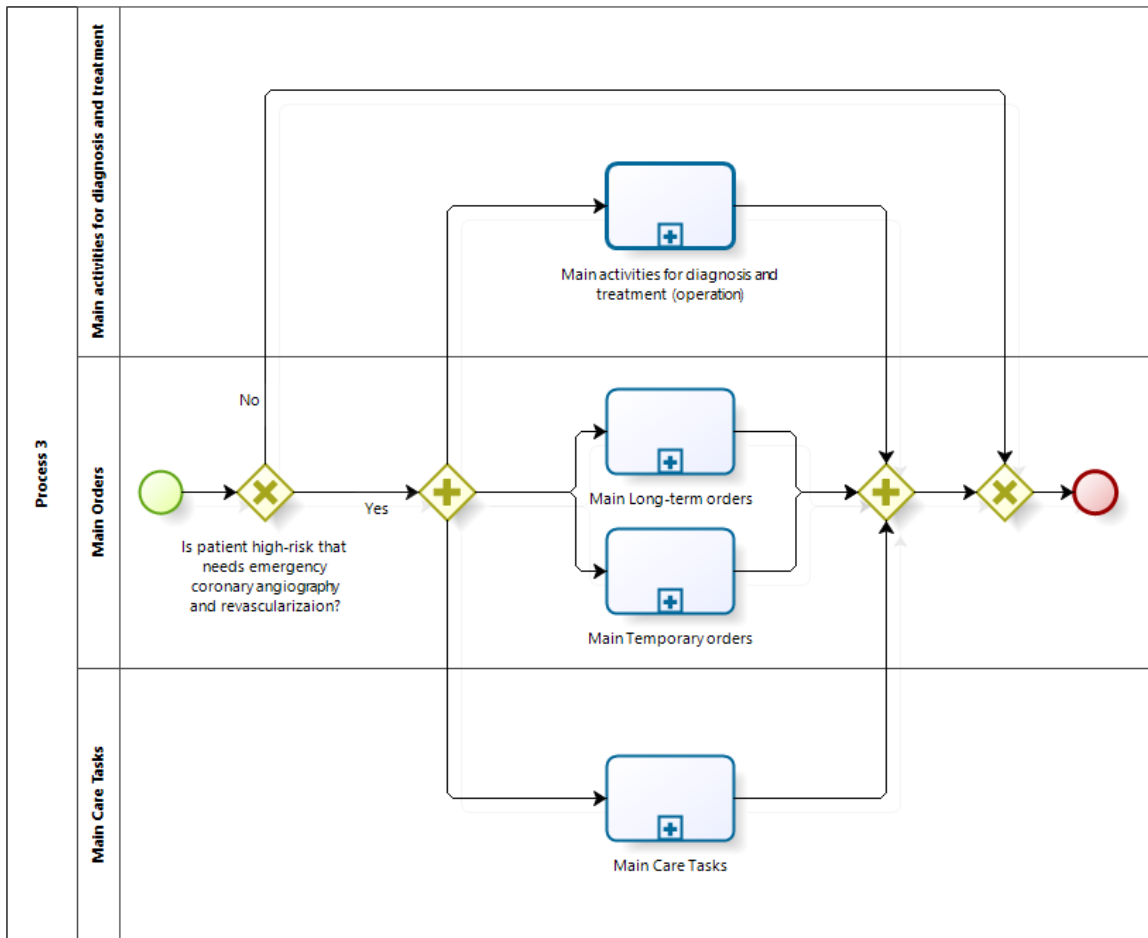 Process 3
Main activities for diagnosis and treatment
Main Orders
Main Care Tasks
Main activities for diagnosis and
treatment (operation)
No
Yes
Is patient high-risk that
needs emergency
coronary angiography
and revascularizaion?
Main Long-term orders
Main Temporary orders
Main Care Tasks